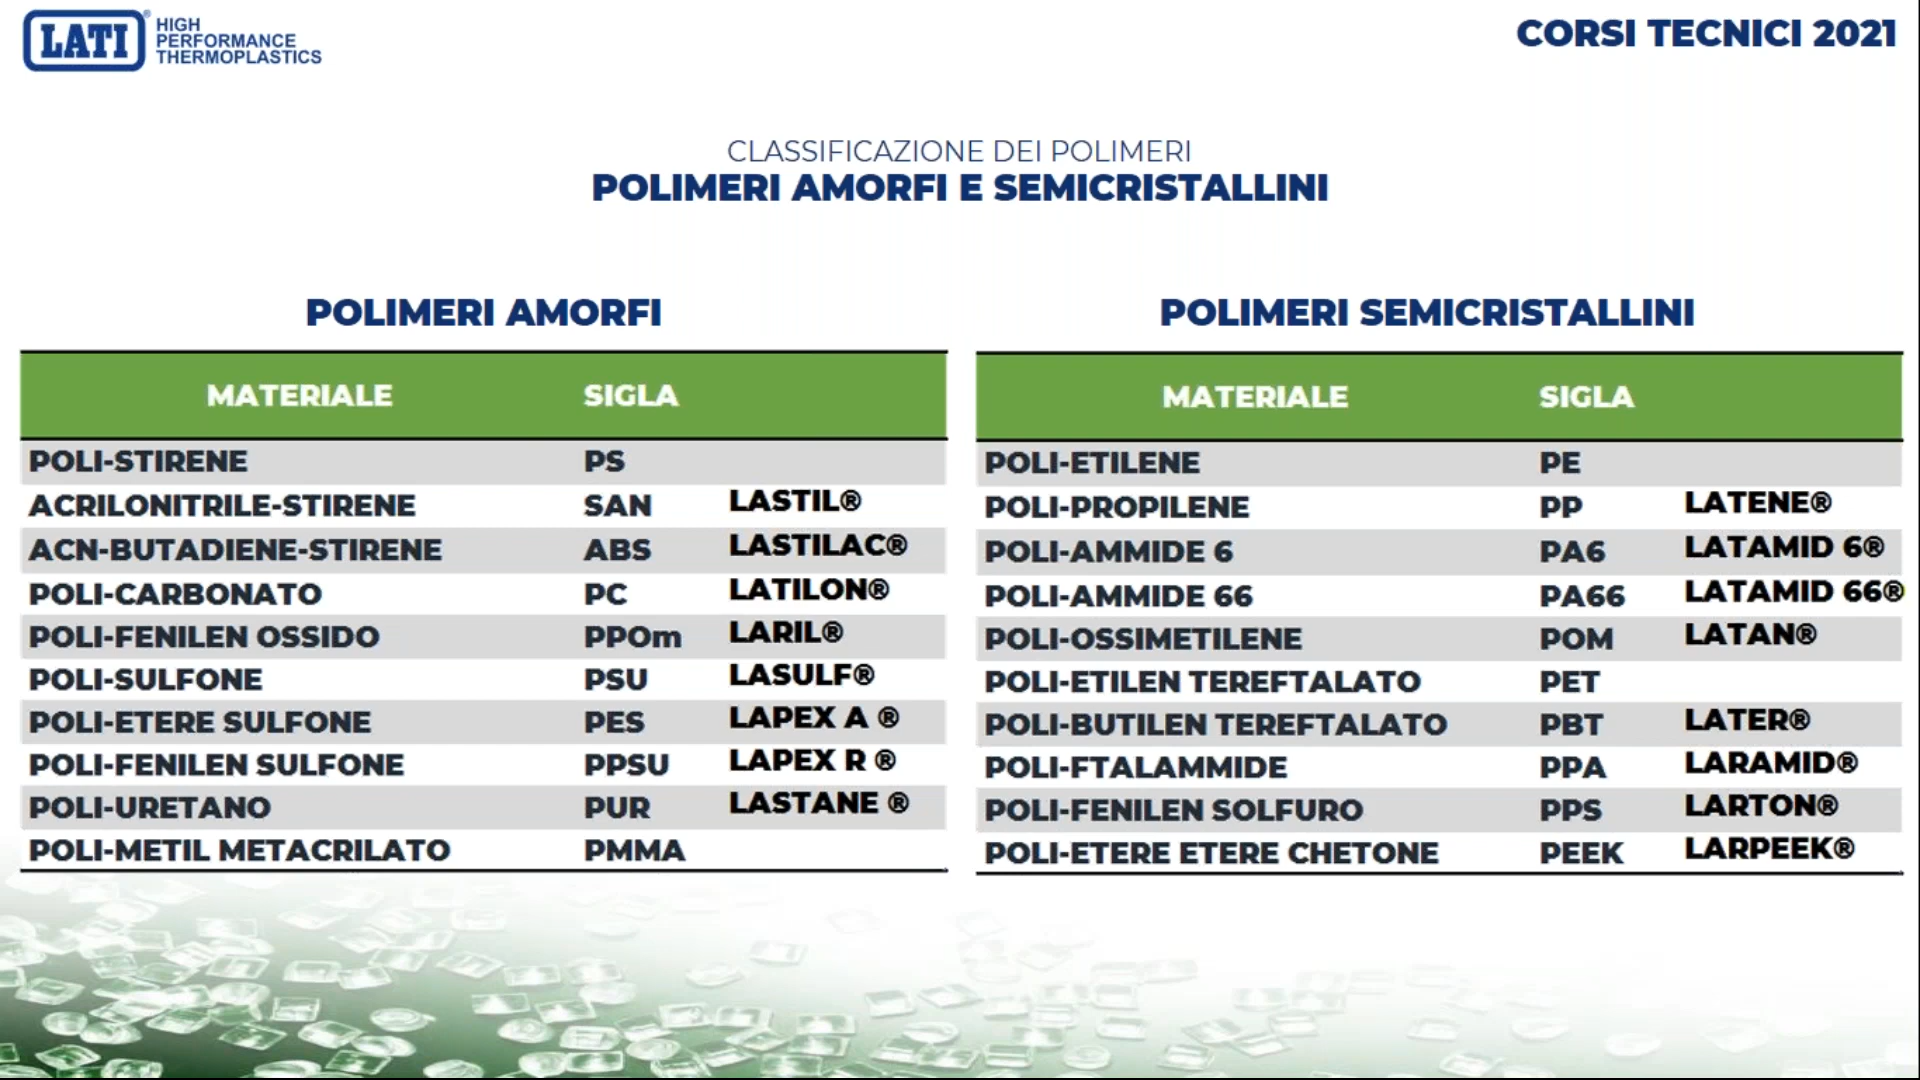 LATI® HIGH
PERFORMANCE
THERMOPLASTICS
CORSI TECNICI 2021
CLASSIFICAZIONE DEI POLIMERI
POLIMERI AMORFI E SEMICRISTALLINI
POLIMERI AMORFI
MATERIALE SIGLA
POLI-STIRENE PS
ACRILONITRILE-STIRENE SAN LASTIL®
ACN-BUTADIENE-STIRENE ABS LASTILAC®
POLI-CARBONATO PC LATILON®
POLI-FENILEN OSSIDO PPOm LARIL®
POLI-SULFONE PSU LASULF®
POLI-ETERE SULFONE PES LAPEX A ®
POLI-FENILEN SULFONE PPSU LAPEX R ®
POLI-URETANO PUR LASTANE ®
POLI-METIL METACRILATO PMMA
POLIMERI SEMICRISTALLINI
MATERIALE SIGLA
POLI-ETILENE PE
POLI-PROPILENE PP LATENE®
POLI-AMMIDE 6 PA6 LATAMID 6®
POLI-AMMIDE 66 PA66 LATAMID 66®
POLI-OSSIMETILENE POM LATAN®
POLI-ETILEN TEREFTALATO PET
POLI-BUTILEN TEREFTALATO PBT LATER®
POLI-FTALAMMIDE PPA LARAMID®
POLI-FENILEN SOLFURO PPS LARTON®
POLI-ETERE ETERE CHETONE PEEK LARPEEK®